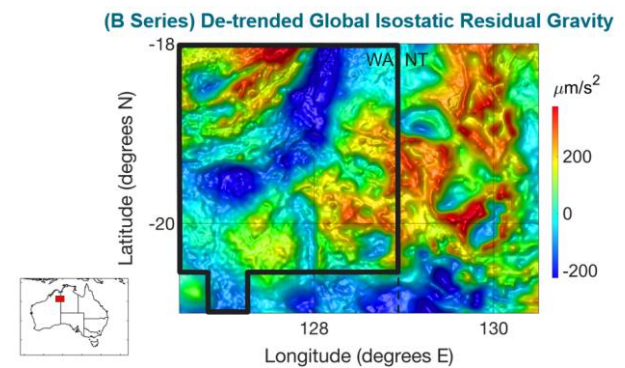 (B Series) De-trended Global Isostatic Residual Gravity
-18
WA NT
μm/s²
200
Latitude (degrees N)
0
-20
-200
128
130
Longitude (degrees E)